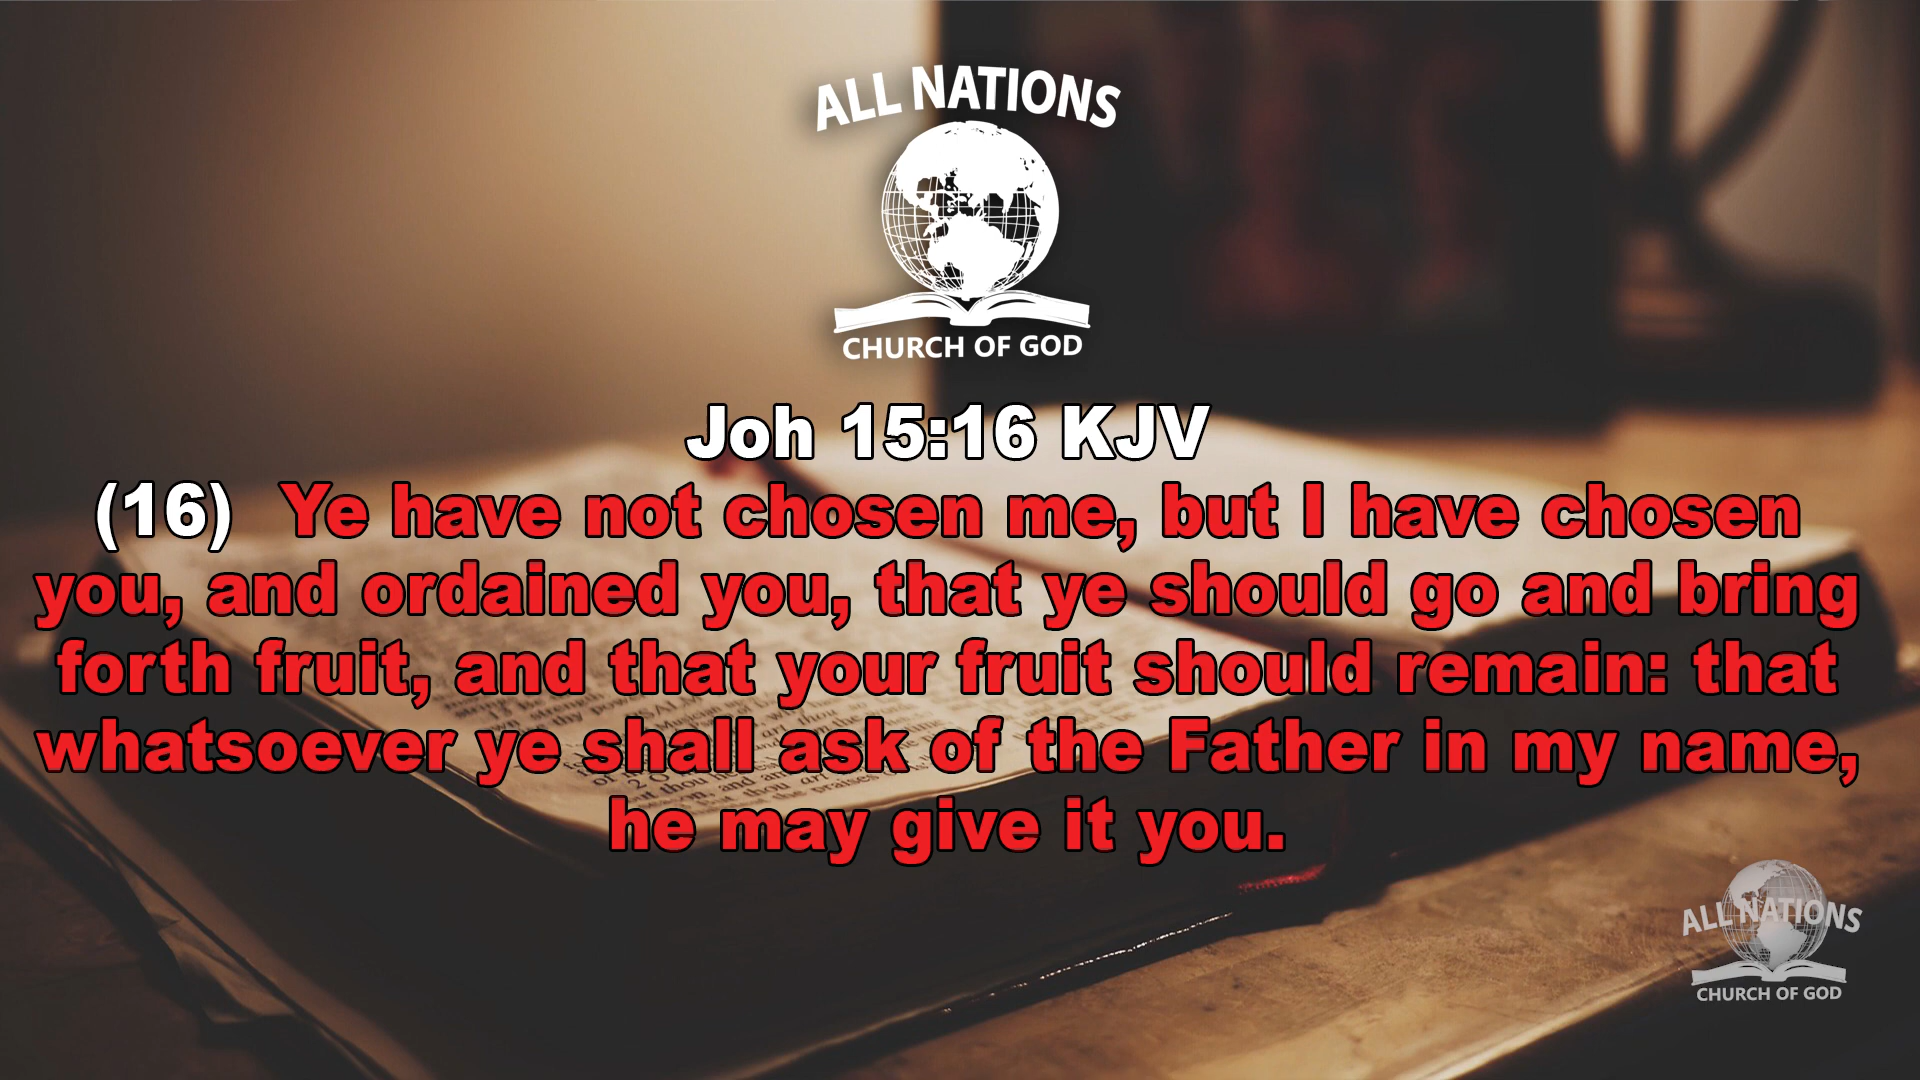 ALL NATIONS
CHURCH OF GOD
Joh 15:16 KJV
(16) Ye have not chosen me, but I have chosen
you, and ordained you, that ye should go and bring
forth fruit, and that your fruit should remain: that
whatsoever ye shall ask of the Father in my name,
he may give it you.
ALL NATIONS
CHURCH OF GOD